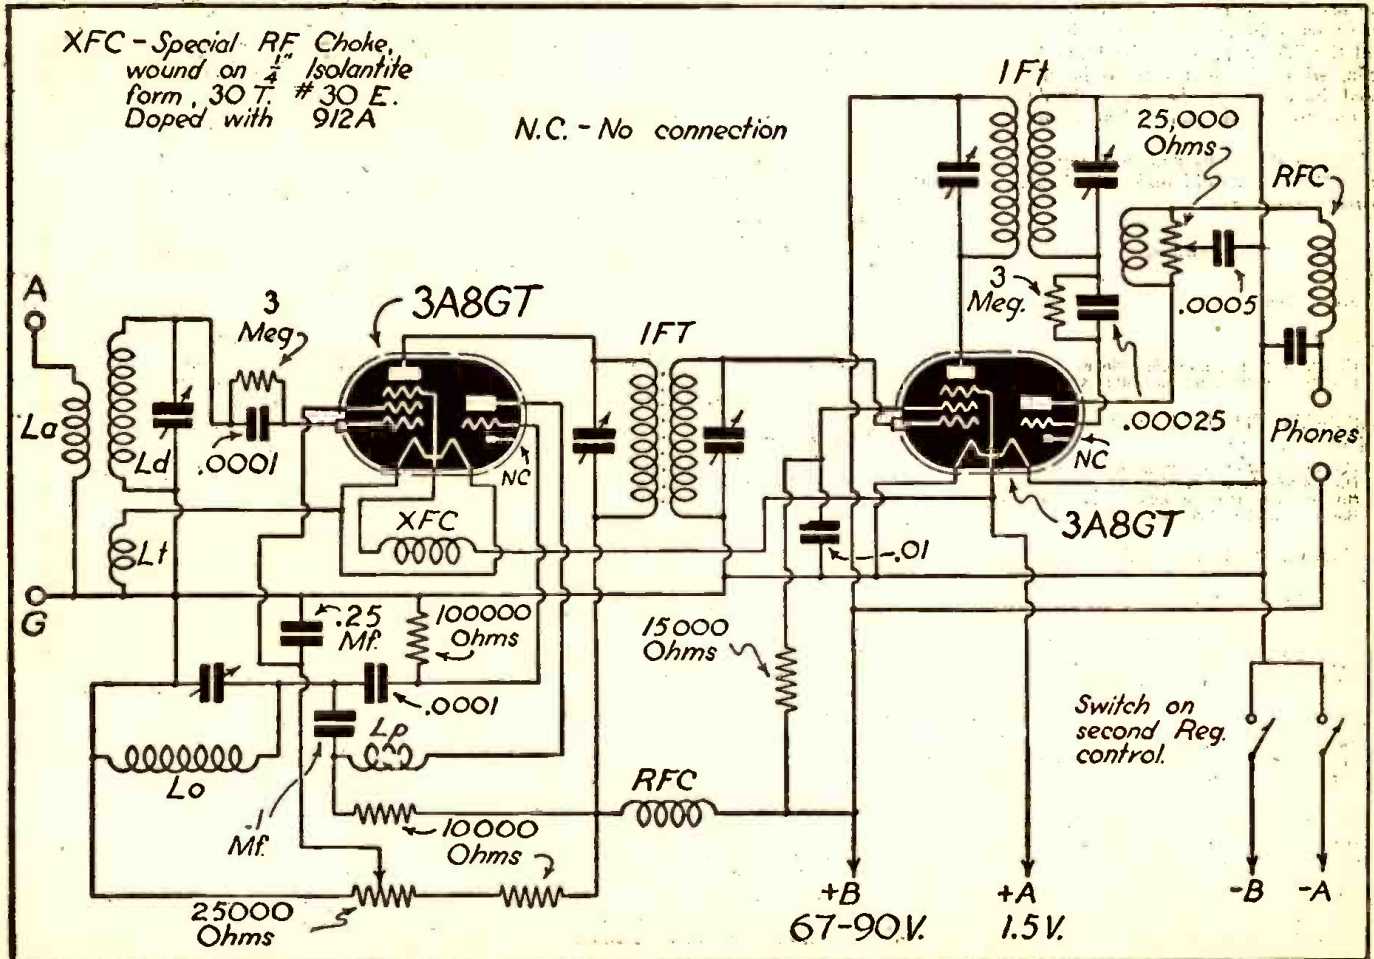 XFC - Special RF Choke,
wound on 1/4" Isolantite
form, 30 T. #30 E.
Doped with 912A
N.C. - No connection
1Ft
25,000
Ohms
RFC
A
3
Meg.
3A8GT
1FT
3
Meg.
.0005
La
Ld
.0001
NC
.00025
Phones
NC
XFC
3A8GT
Lt
.01
G
.25
Mf.
100000
Ohms
15000
Ohms
.0001
Lp
Lo
Switch on
second Reg.
control.
RFC
.1
Mf.
10000
Ohms
25000
Ohms
+B
67-90V.
+A
1.5V.
-B
-A